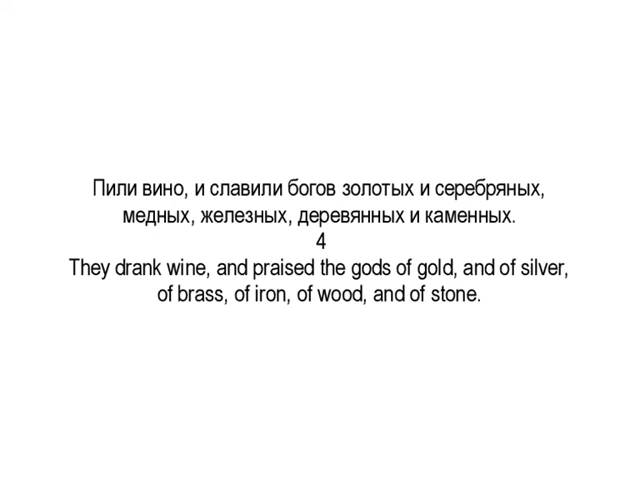 Пили вино, и славили богов золотых и серебряных,
медных, железных, деревянных и каменных.
4
They drank wine, and praised the gods of gold, and of silver,
of brass, of iron, of wood, and of stone.